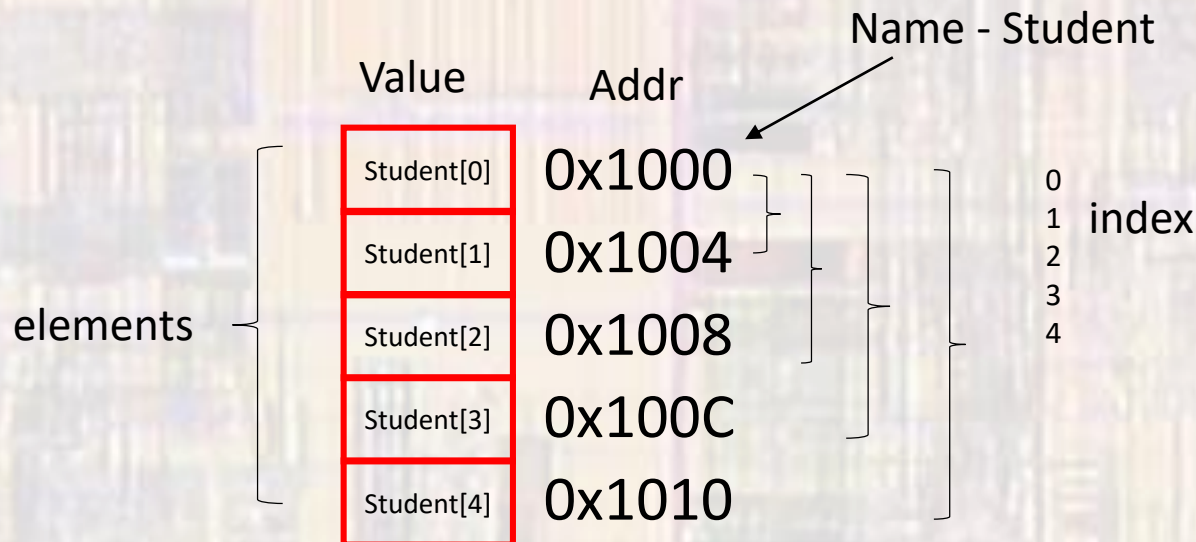 Name - Student
Value Addr
Student[0] 0x1000
Student[1] 0x1004
Student[2] 0x1008
Student[3] 0x100C
Student[4] 0x1010
elements
0
1
2
3
4
index